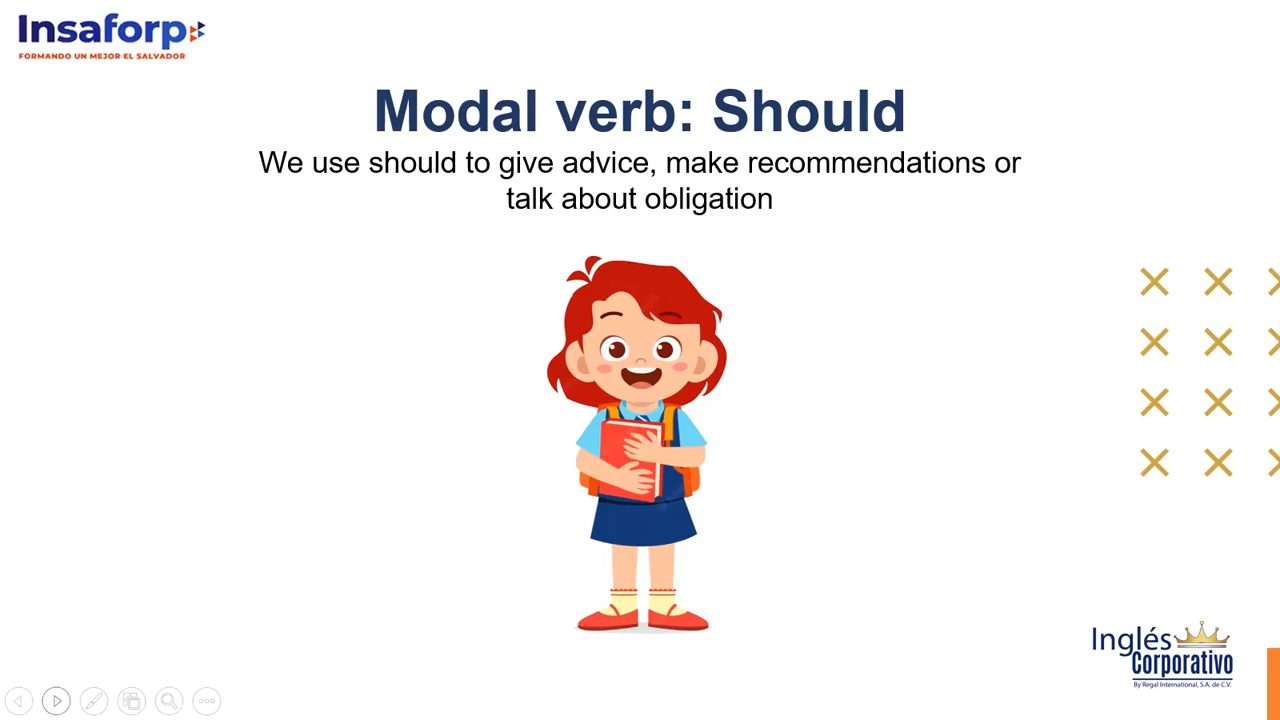 Insaforp
FORMANDO UN MEJOR EL SALVADOR
Modal verb: Should
We use should to give advice, make recommendations or
talk about obligation
Inglés
Corporativo
By Regal International, S.A. de C.V.